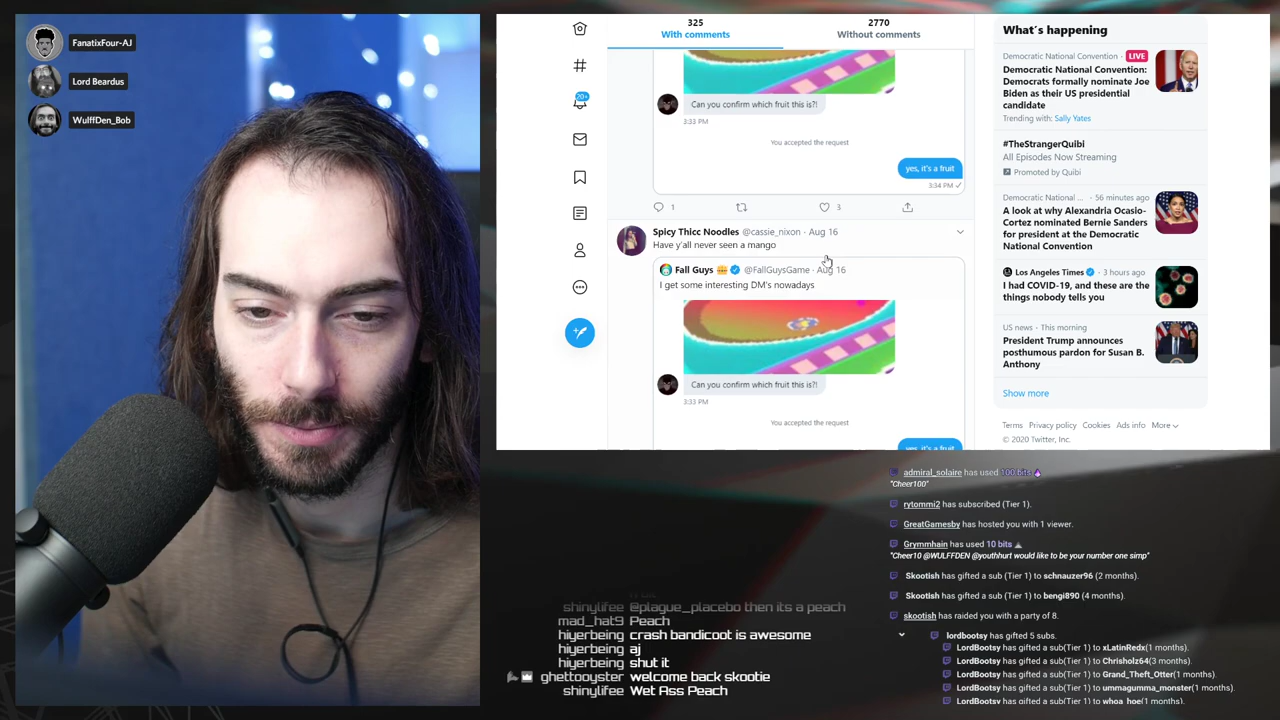 FanatixFour-AJ
Lord Beardus
WulffDen_Bob
325
With comments
2770
Without comments
20+
Can you confirm which fruit this is?!
3:33 PM
You accepted the request
yes, it's a fruit
3:34 PM ✓
1
3
Spicy Thicc Noodles @cassie_nixon · Aug 16
Have y'all never seen a mango
Fall Guys @FallGuysGame · Aug 16
I get some interesting DM's nowadays
Can you confirm which fruit this is?!
3:33 PM
You accepted the request
yes, it's a fruit
What's happening
Democratic National Convention · LIVE
Democratic National Convention:
Democrats formally nominate Joe
Biden as their US presidential
candidate
Trending with: Sally Yates
#TheStrangerQuibi
All Episodes Now Streaming
Promoted by Quibi
Democratic National ... · 56 minutes ago
A look at why Alexandria Ocasio-
Cortez nominated Bernie Sanders
for president at the Democratic
National Convention
Los Angeles Times · 3 hours ago
I had COVID-19, and these are the
things nobody tells you
US news · This morning
President Trump announces
posthumous pardon for Susan B.
Anthony
Show more
Terms Privacy policy Cookies Ads info More
© 2020 Twitter, Inc.
admiral_solaire has used 100 bits
"Cheer100"
rytommi2 has subscribed (Tier 1).
GreatGamesby has hosted you with 1 viewer.
Grymmhain has used 10 bits
"Cheer10 @WULFFDEN @youthhurt would like to be your number one simp"
Skootish has gifted a sub (Tier 1) to schnauzer96 (2 months).
Skootish has gifted a sub (Tier 1) to bengi890 (4 months).
skootish has raided you with a party of 8.
lordbootsy has gifted 5 subs.
LordBootsy has gifted a sub(Tier 1) to xLatinRedx(1 months).
LordBootsy has gifted a sub(Tier 1) to Chrisholz64(3 months).
LordBootsy has gifted a sub(Tier 1) to Grand_Theft_Otter(1 months).
LordBootsy has gifted a sub(Tier 1) to ummagumma_monster(1 months).
LordBootsy has gifted a sub(Tier 1) to whoa_hoe(1 months).
shinylifee @plague_placebo then its a peach
mad_hat9 Peach
hiyerbeing crash bandicoot is awesome
hiyerbeing aj
hiyerbeing shut it
ghettooyster welcome back skootie
shinylifee Wet Ass Peach